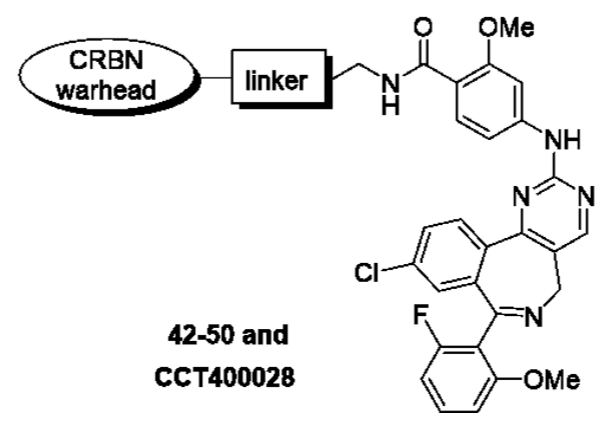 CRBN
warhead
linker
O
OMe
N
H
NH
N
N
Cl
N
F
OMe
42-50 and
CCT400028